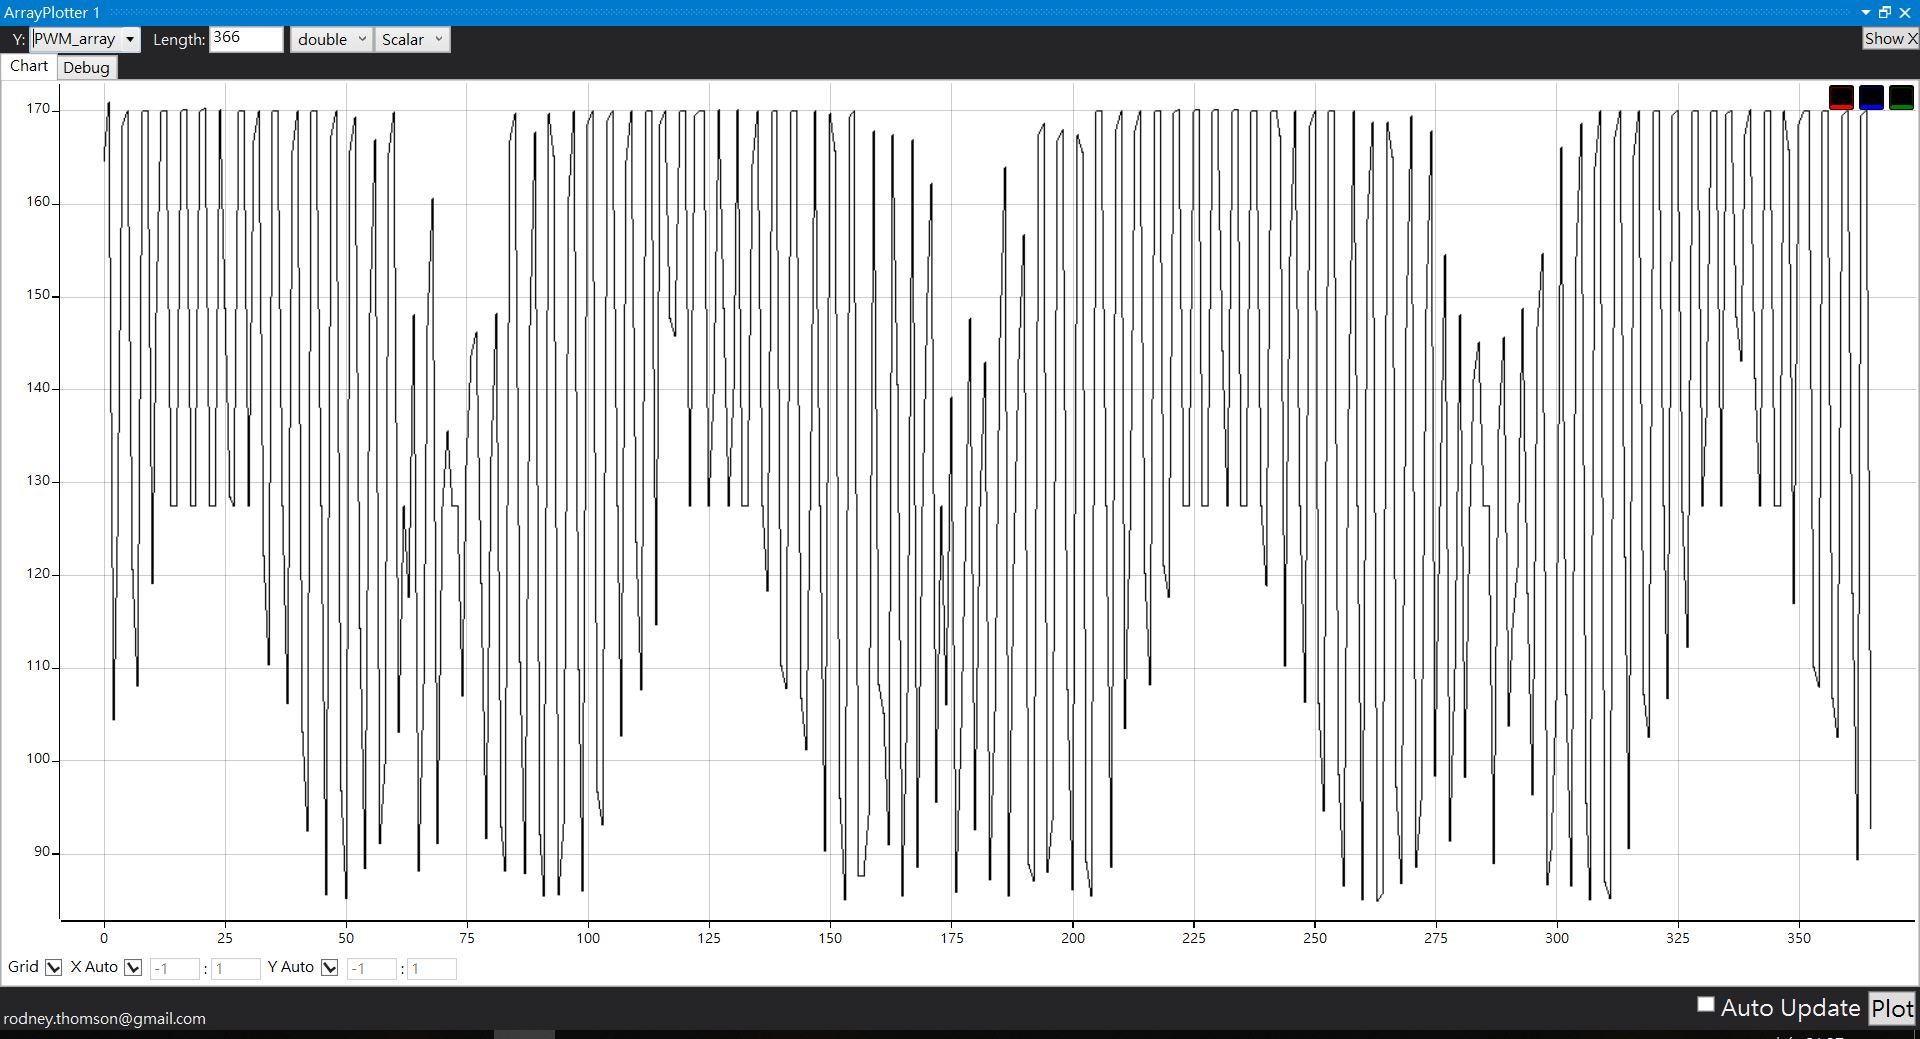 ArrayPlotter 1
Y: PWM_array Length: 366 double Scalar Show X
Chart Debug
170
160
150
140
130
120
110
100
90
0 25 50 75 100 125 150 175 200 225 250 275 300 325 350
Grid X Auto -1 : 1 Y Auto -1 : 1
Auto Update Plot
rodney.thomson@gmail.com